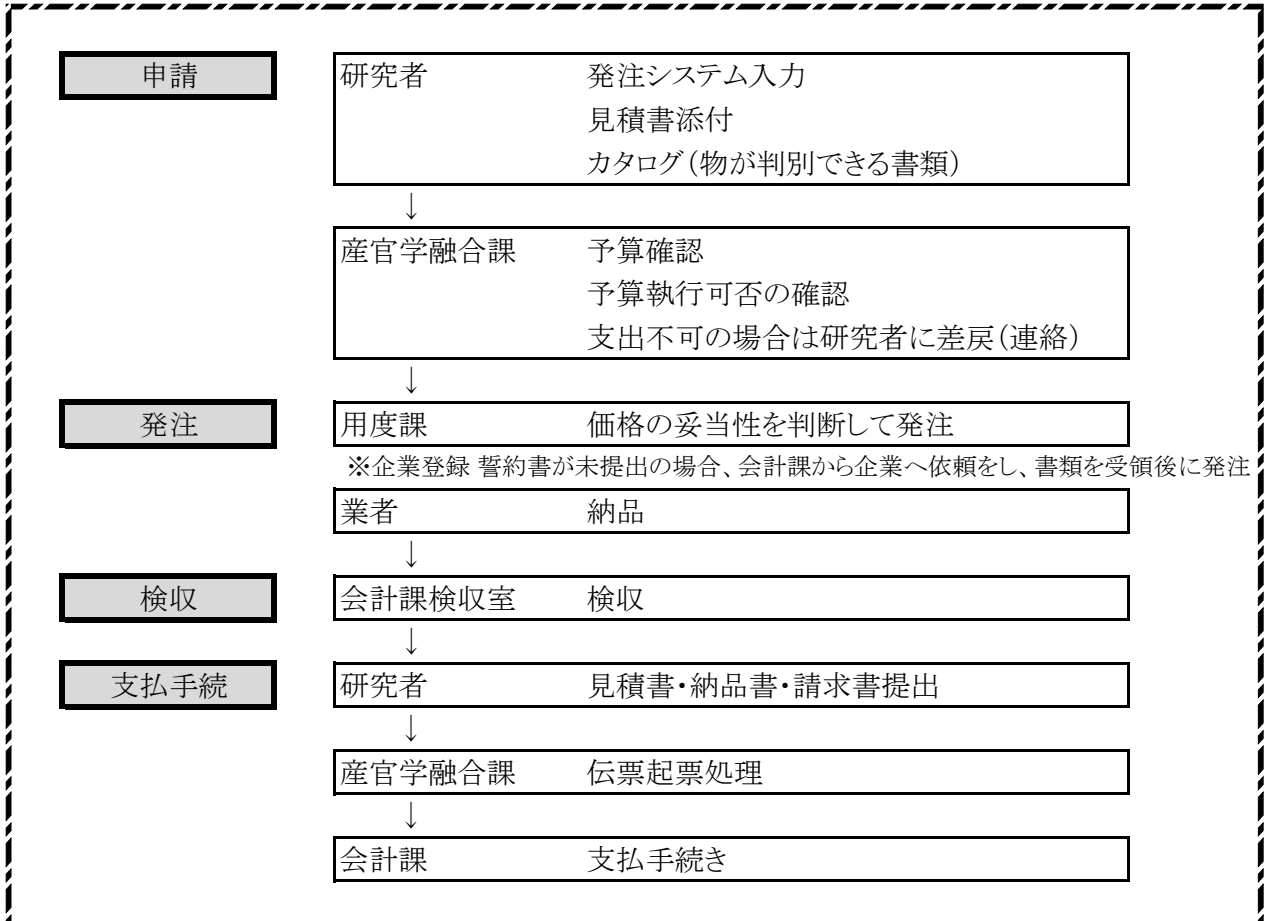 申請 研究者 発注システム入力
見積書添付
カタログ(物が判別できる書類)
↓
産官学融合課 予算確認
予算執行可否の確認
支出不可の場合は研究者に差戻(連絡)
↓
発注 用度課 価格の妥当性を判断して発注
※企業登録 誓約書が未提出の場合、会計課から企業へ依頼をし、書類を受領後に発注
業者 納品
↓
検収 会計課検収室 検収
↓
支払手続 研究者 見積書・納品書・請求書提出
↓
産官学融合課 伝票起票処理
↓
会計課 支払手続き